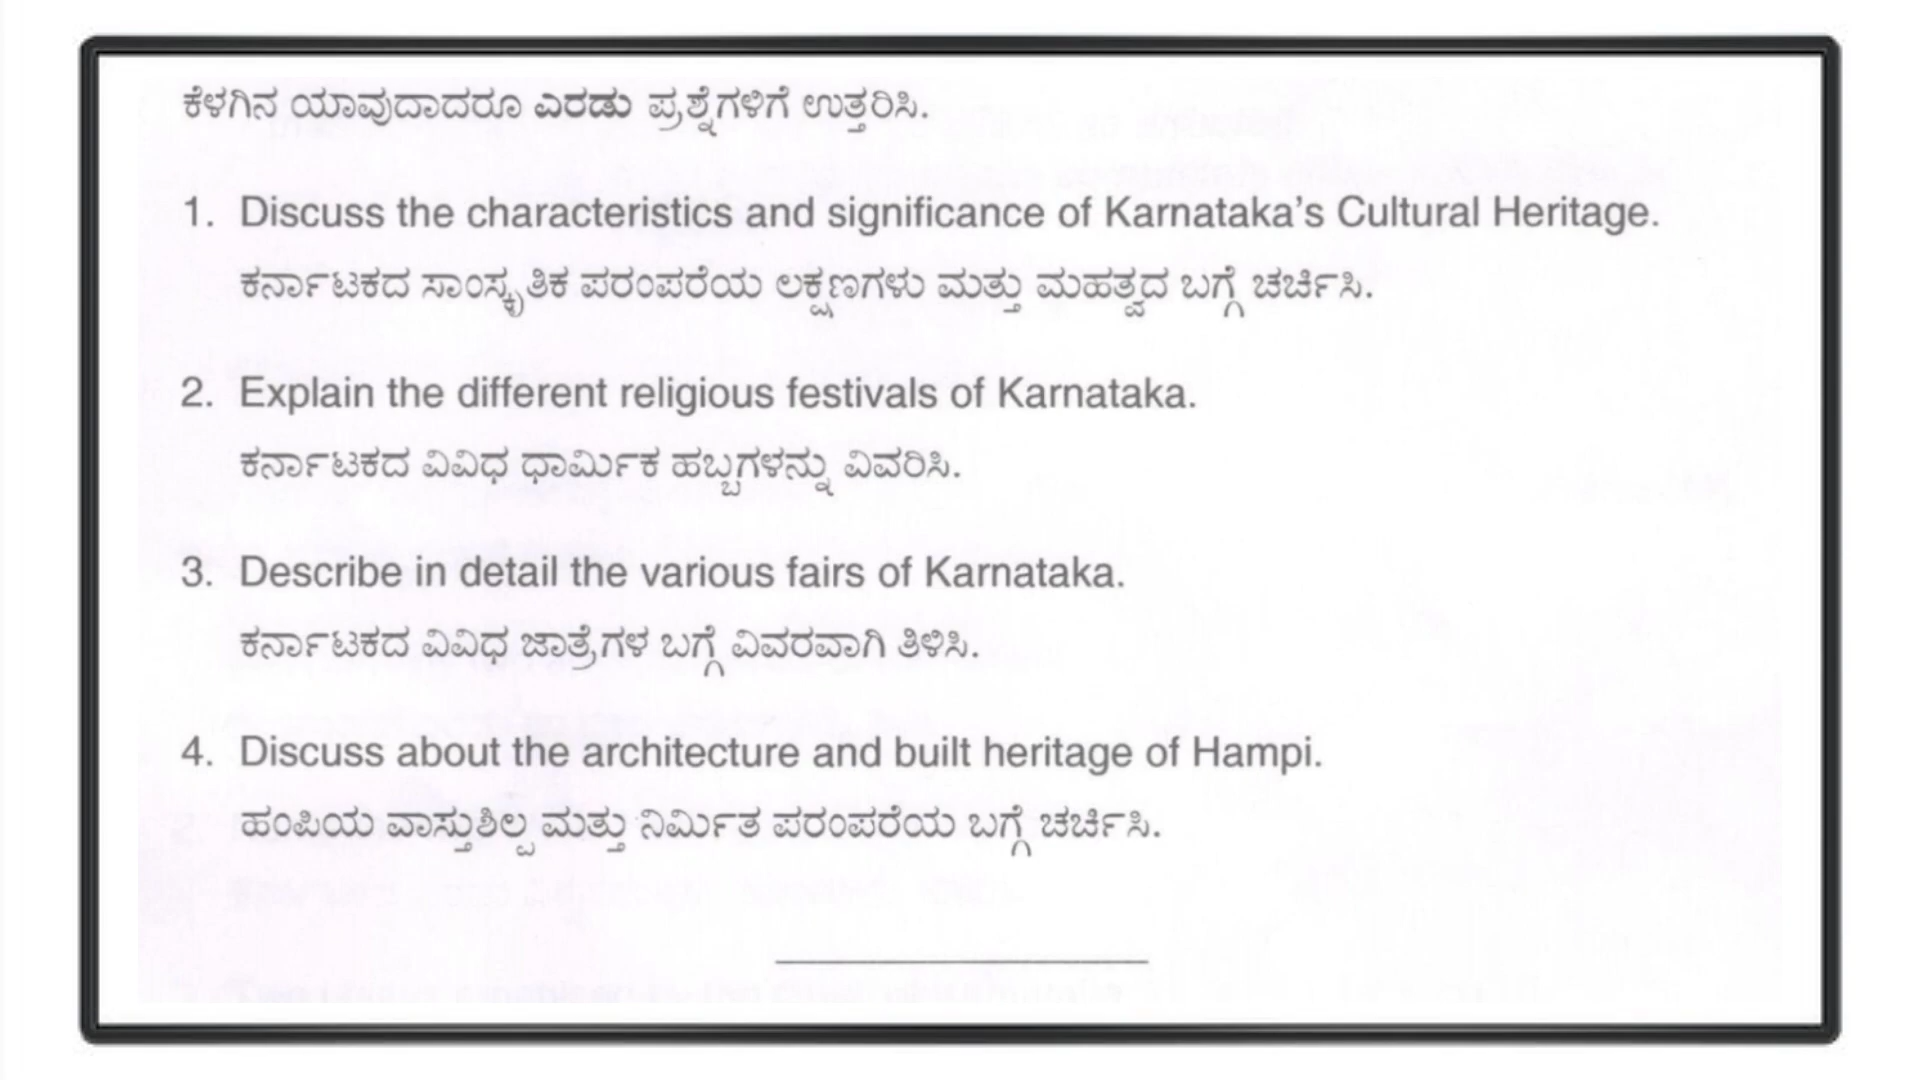 ಕೆಳಗಿನ ಯಾವುದಾದರೂ ಎರಡು ಪ್ರಶ್ನೆಗಳಿಗೆ ಉತ್ತರಿಸಿ.
1. Discuss the characteristics and significance of Karnataka's Cultural Heritage.
ಕರ್ನಾಟಕದ ಸಾಂಸ್ಕೃತಿಕ ಪರಂಪರೆಯ ಲಕ್ಷಣಗಳು ಮತ್ತು ಮಹತ್ವದ ಬಗ್ಗೆ ಚರ್ಚಿಸಿ.
2. Explain the different religious festivals of Karnataka.
ಕರ್ನಾಟಕದ ವಿವಿಧ ಧಾರ್ಮಿಕ ಹಬ್ಬಗಳನ್ನು ವಿವರಿಸಿ.
3. Describe in detail the various fairs of Karnataka.
ಕರ್ನಾಟಕದ ವಿವಿಧ ಜಾತ್ರೆಗಳ ಬಗ್ಗೆ ವಿವರವಾಗಿ ತಿಳಿಸಿ.
4. Discuss about the architecture and built heritage of Hampi.
ಹಂಪಿಯ ವಾಸ್ತುಶಿಲ್ಪ ಮತ್ತು ನಿರ್ಮಿತ ಪರಂಪರೆಯ ಬಗ್ಗೆ ಚರ್ಚಿಸಿ.